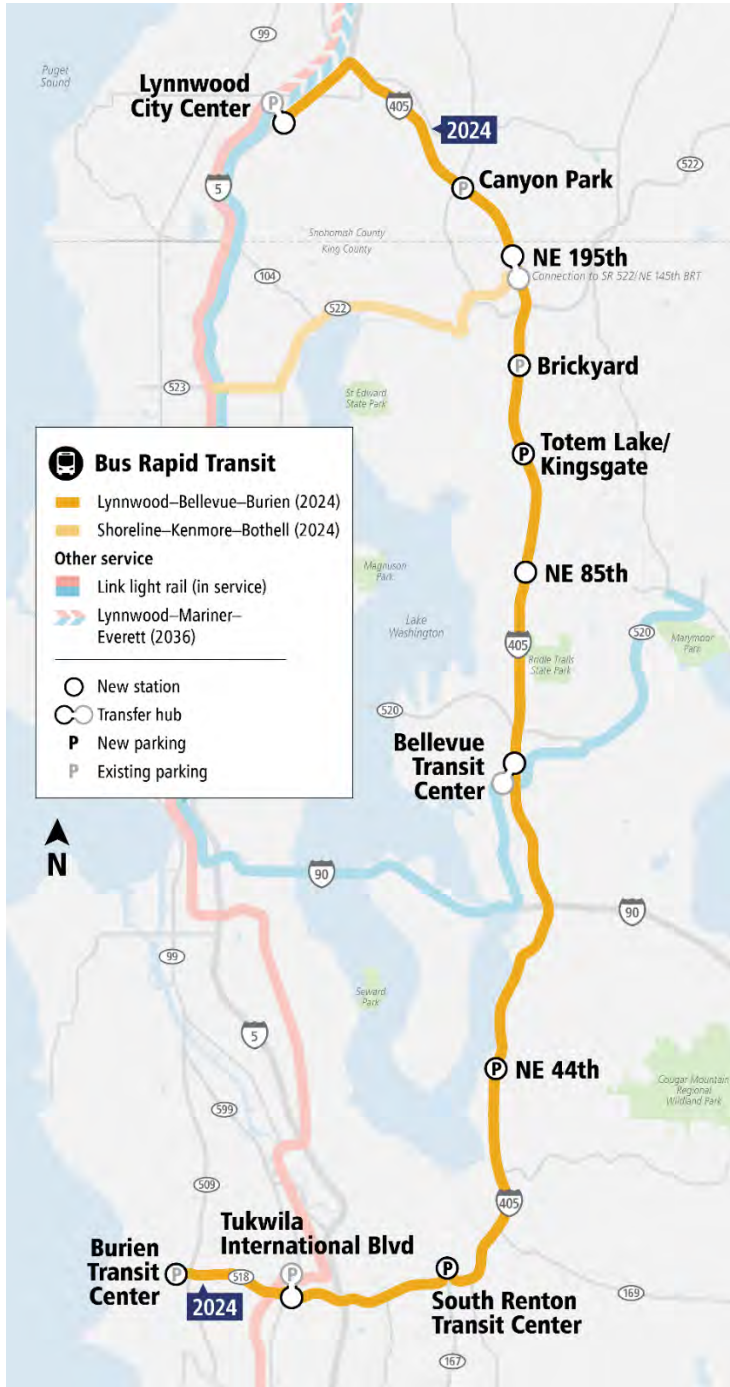 99
Puget
Sound
Lynnwood
City Center
P
405
2024
5
Canyon Park
P
522
Snohomish County
King County
NE 195th
Connection to SR 522/NE 145th BRT
104
522
523
St Edward
State Park
Brickyard
P
Totem Lake/
Kingsgate
P
Bus Rapid Transit
Lynnwood–Bellevue–Burien (2024)
Shoreline–Kenmore–Bothell (2024)
Other service
Link light rail (in service)
Lynnwood–Mariner–
Everett (2036)
New station
Transfer hub
P New parking
P Existing parking
Magnuson
Park
NE 85th
Lake
Washington
405
Bridle Trails
State Park
520
Marymoor
Park
520
Bellevue
Transit
Center
N
90
90
99
Seward
Park
5
P
NE 44th
Cougar Mountain
Regional
Wildland Park
599
509
405
Tukwila
International Blvd
Burien
Transit
Center
P
518
P
P
2024
South Renton
Transit Center
169
167